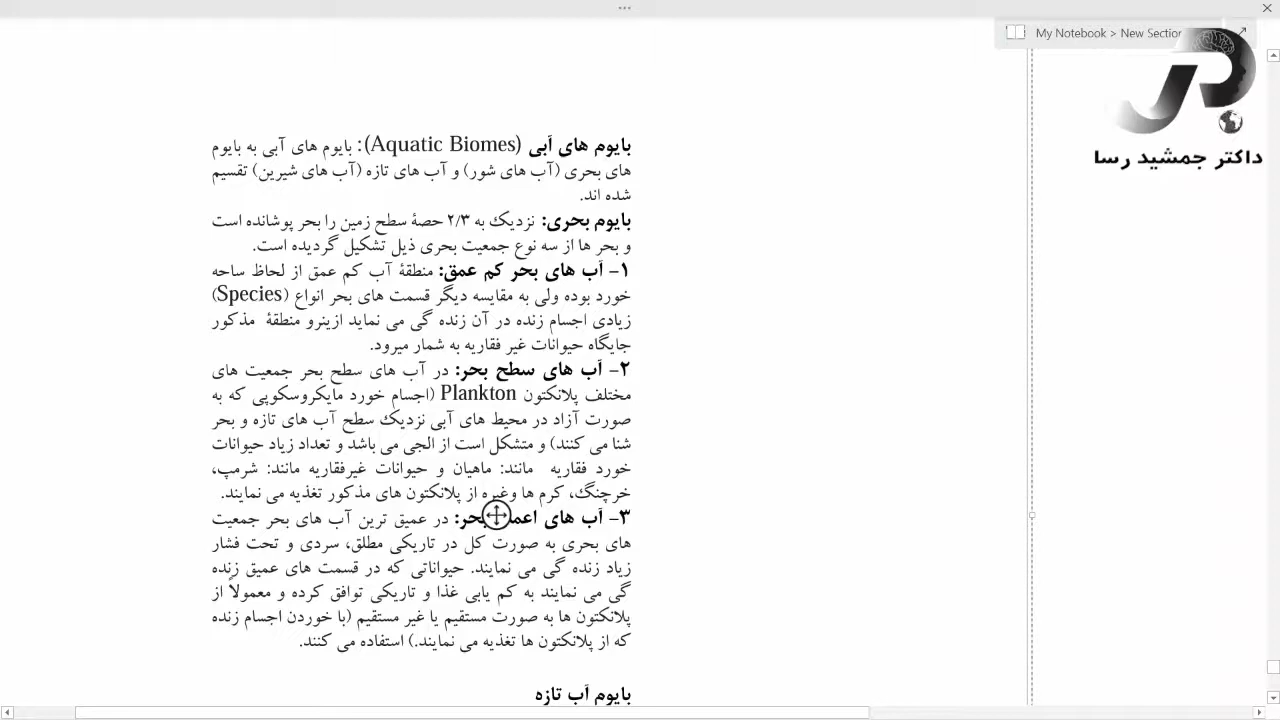 My Notebook > New Section
داکتر جمشید رسا
بایوم های آبی (Aquatic Biomes): بایوم های آبی به بایوم
های بحری (آب های شور) و آب های تازه (آب های شیرین) تقسیم
شده اند.
بایوم بحری: نزدیک به ۲/۳ حصۀ سطح زمین را بحر پوشانده است
و بحر ها از سه نوع جمعیت بحری ذیل تشکیل گردیده است.
۱- آب های بحر کم عمق: منطقۀ آب کم عمق از لحاظ ساحه
خورد بوده ولی به مقایسه دیگر قسمت های بحر انواع (Species)
زیادی اجسام زنده در آن زنده گی می نماید ازینرو منطقۀ مذکور
جایگاه حیوانات غیر فقاریه به شمار میرود.
۲- آب های سطح بحر: در آب های سطح بحر جمعیت های
مختلف پلانکتون Plankton (اجسام خورد مایکروسکوپی که به
صورت آزاد در محیط های آبی نزدیک سطح آب های تازه و بحر
شنا می کنند) و متشکل است از الجی می باشد و تعداد زیاد حیوانات
خورد فقاریه مانند: ماهیان و حیوانات غیرفقاریه مانند: شرمپ،
خرچنگ، کرم ها وغیره از پلانکتون های مذکور تغذیه می نمایند.
۳- آب های اعماق بحر: در عمیق ترین آب های بحر جمعیت
های بحری به صورت کل در تاریکی مطلق، سردی و تحت فشار
زیاد زنده گی می نمایند. حیواناتی که در قسمت های عمیق زنده
گی می نمایند به کم یابی غذا و تاریکی توافق کرده و معمولاً از
پلانکتون ها به صورت مستقیم یا غیر مستقیم (با خوردن اجسام زنده
که از پلانکتون ها تغذیه می نمایند.) استفاده می کنند.
بایوم آب تازه